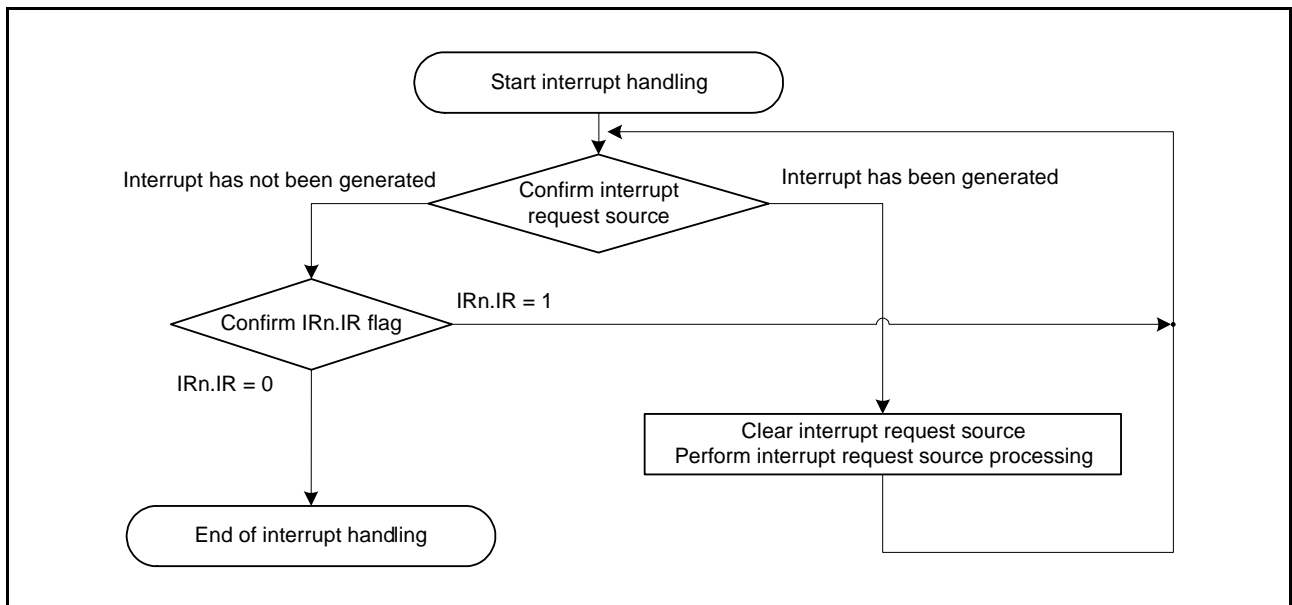 Start interrupt handling
Interrupt has not been generated
Interrupt has been generated
Confirm interrupt
request source
IRn.IR = 1
Confirm IRn.IR flag
IRn.IR = 0
Clear interrupt request source
Perform interrupt request source processing
End of interrupt handling